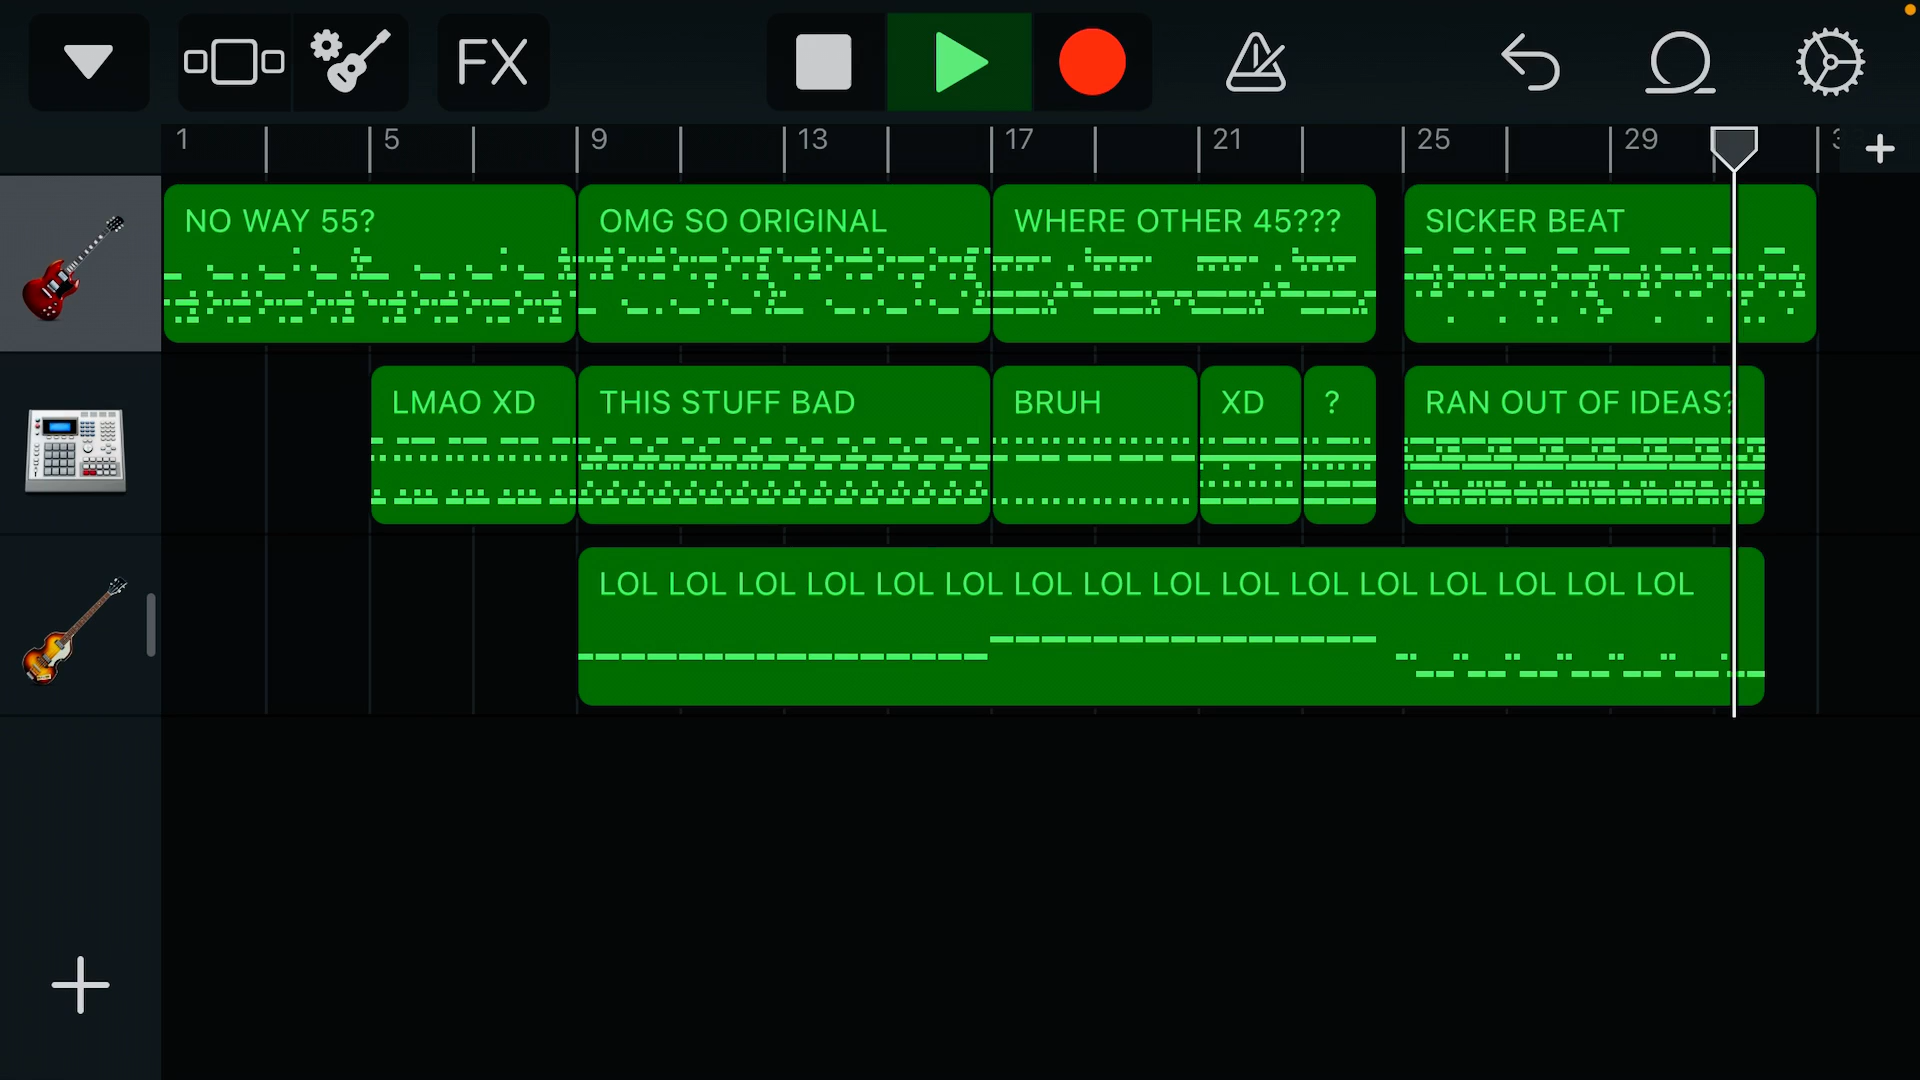 FX
1 5 9 13 17 21 25 29
NO WAY 55? OMG SO ORIGINAL WHERE OTHER 45??? SICKER BEAT
LMAO XD THIS STUFF BAD BRUH XD ? RAN OUT OF IDEAS?
LOL LOL LOL LOL LOL LOL LOL LOL LOL LOL LOL LOL LOL LOL LOL LOL